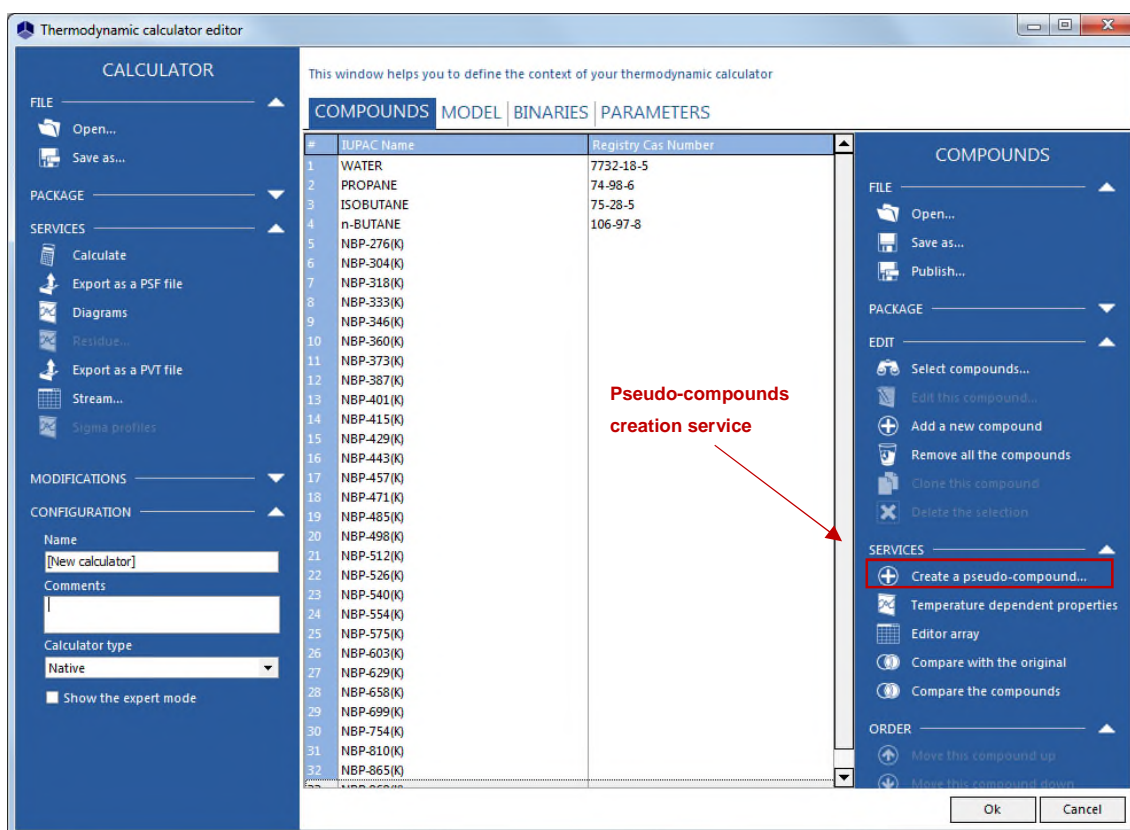 Thermodynamic calculator editor
CALCULATOR
FILE
Open...
Save as...
PACKAGE
SERVICES
Calculate
Export as a PSF file
Diagrams
Residue...
Export as a PVT file
Stream...
Sigma profiles
MODIFICATIONS
CONFIGURATION
Name
[New calculator]
Comments
Calculator type
Native
Show the expert mode
This window helps you to define the context of your thermodynamic calculator
COMPOUNDS MODEL BINARIES PARAMETERS
# IUPAC Name Registry Cas Number
1 WATER 7732-18-5
2 PROPANE 74-98-6
3 ISOBUTANE 75-28-5
4 n-BUTANE 106-97-8
5 NBP-276(K)
6 NBP-304(K)
7 NBP-318(K)
8 NBP-333(K)
9 NBP-346(K)
10 NBP-360(K)
11 NBP-373(K)
12 NBP-387(K)
13 NBP-401(K)
14 NBP-415(K)
15 NBP-429(K)
16 NBP-443(K)
17 NBP-457(K)
18 NBP-471(K)
19 NBP-485(K)
20 NBP-498(K)
21 NBP-512(K)
22 NBP-526(K)
23 NBP-540(K)
24 NBP-554(K)
25 NBP-575(K)
26 NBP-603(K)
27 NBP-629(K)
28 NBP-658(K)
29 NBP-699(K)
30 NBP-754(K)
31 NBP-810(K)
32 NBP-865(K)
Pseudo-compounds
creation service
COMPOUNDS
FILE
Open...
Save as...
Publish...
PACKAGE
EDIT
Select compounds...
Edit this compound...
Add a new compound
Remove all the compounds
Clone this compound
Delete the selection
SERVICES
Create a pseudo-compound...
Temperature dependent properties
Editor array
Compare with the original
Compare the compounds
ORDER
Move this compound up
Move this compound down
Ok Cancel